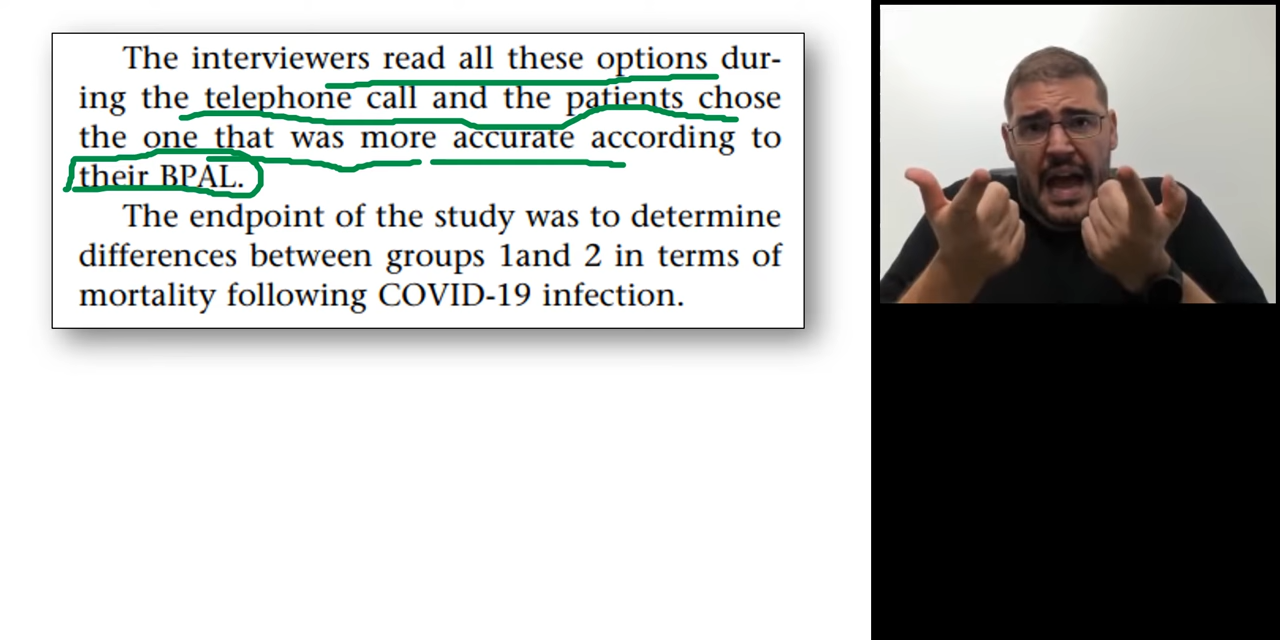 The interviewers read all these options dur-
ing the telephone call and the patients chose
the one that was more accurate according to
their BPAL.
The endpoint of the study was to determine
differences between groups 1and 2 in terms of
mortality following COVID-19 infection.